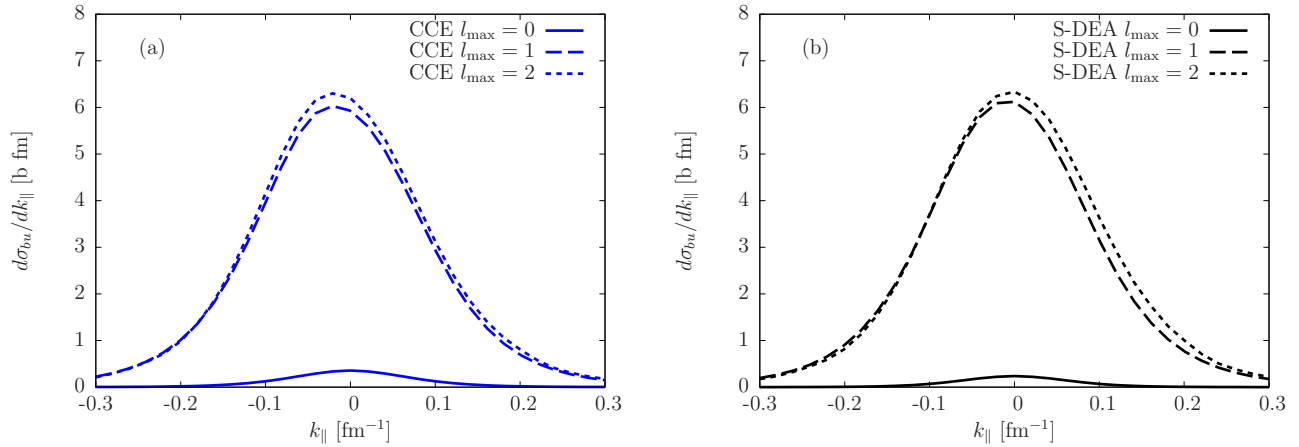 (a)
CCE l_max = 0
CCE l_max = 1
CCE l_max = 2
8
7
6
5
4
3
2
1
0
dσ_bu/dk_∥ [b fm]
-0.3
-0.2
-0.1
0
0.1
0.2
0.3
k_∥ [fm⁻¹]
(b)
S-DEA l_max = 0
S-DEA l_max = 1
S-DEA l_max = 2
8
7
6
5
4
3
2
1
0
dσ_bu/dk_∥ [b fm]
-0.3
-0.2
-0.1
0
0.1
0.2
0.3
k_∥ [fm⁻¹]